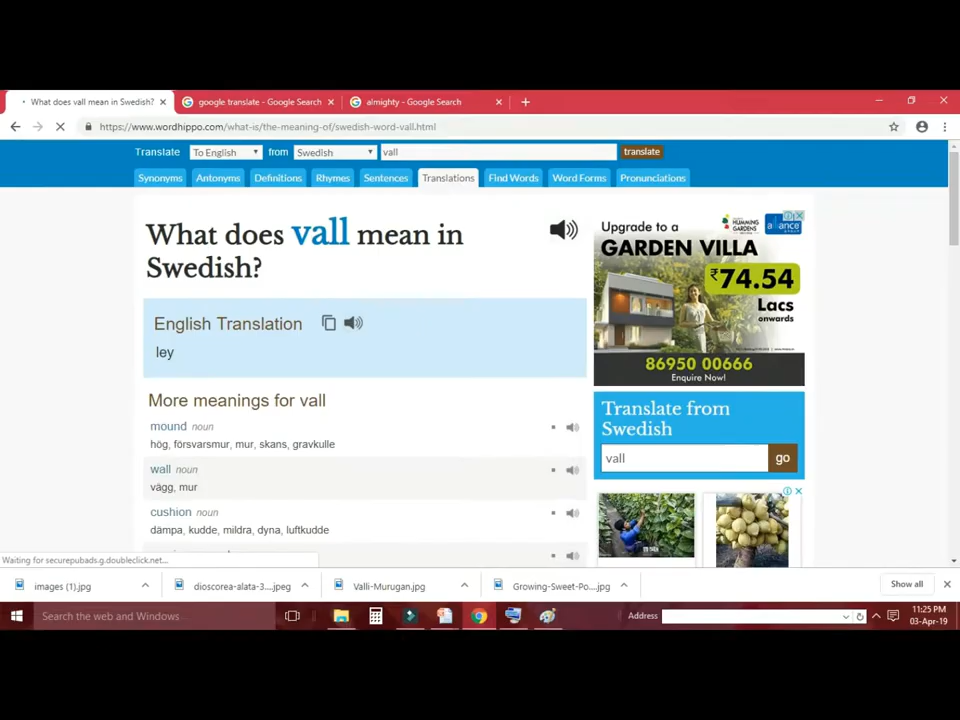 What does vall mean in Swedish?
google translate - Google Search
almighty - Google Search
https://www.wordhippo.com/what-is/the-meaning-of/swedish-word-vall.html
Translate To English from Swedish vall translate
Synonyms Antonyms Definitions Rhymes Sentences Translations Find Words Word Forms Pronunciations
What does vall mean in
Swedish?
English Translation
ley
More meanings for vall
mound noun
hög, försvarsmur, mur, skans, gravkulle
wall noun
vägg, mur
cushion noun
dämpa, kudde, mildra, dyna, luftkudde
HUMMING
GARDENS
alliance
Upgrade to a
GARDEN VILLA
₹74.54
Lacs
onwards
86950 00666
Enquire Now!
Translate from
Swedish
vall go
Waiting for securepubads.g.doubleclick.net...
images (1).jpg dioscorea-alata-3....jpeg Valli-Murugan.jpg Growing-Sweet-Po....jpg Show all
Search the web and Windows
Address
11:25 PM
03-Apr-19